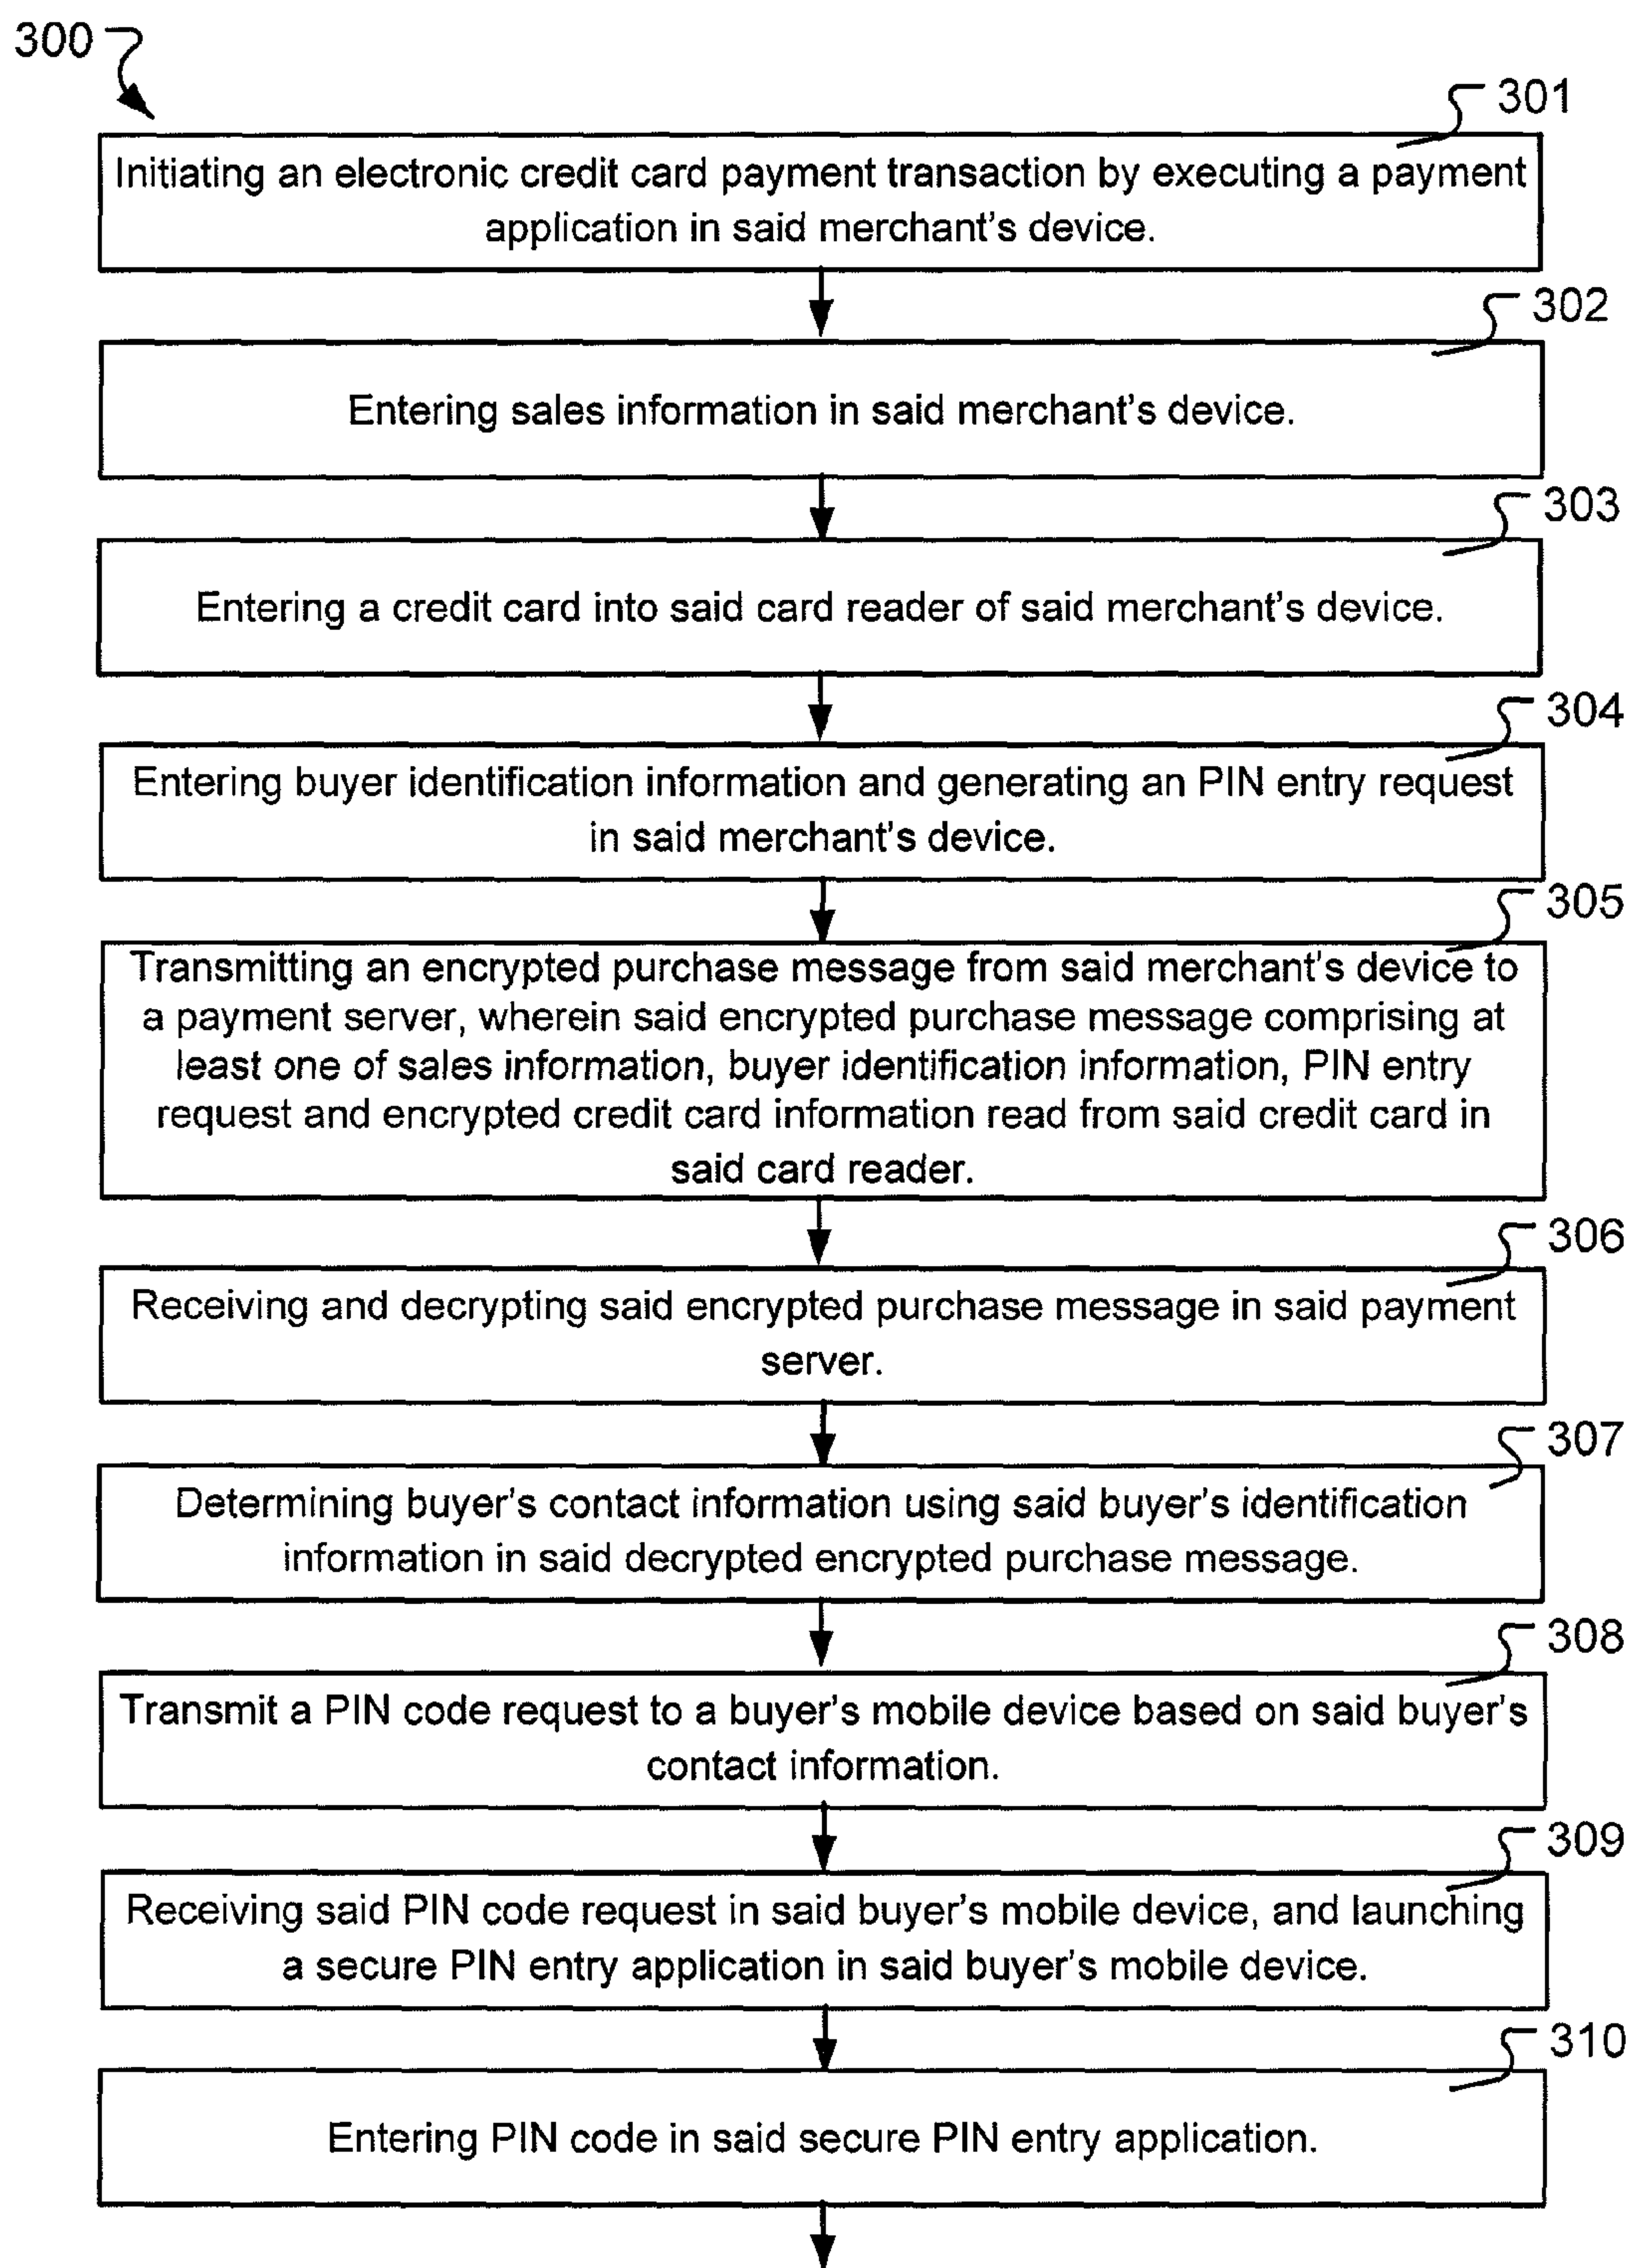 300
301
Initiating an electronic credit card payment transaction by executing a payment
application in said merchant's device.
302
Entering sales information in said merchant's device.
303
Entering a credit card into said card reader of said merchant's device.
304
Entering buyer identification information and generating an PIN entry request
in said merchant's device.
305
Transmitting an encrypted purchase message from said merchant's device to
a payment server, wherein said encrypted purchase message comprising at
least one of sales information, buyer identification information, PIN entry
request and encrypted credit card information read from said credit card in
said card reader.
306
Receiving and decrypting said encrypted purchase message in said payment
server.
307
Determining buyer's contact information using said buyer's identification
information in said decrypted encrypted purchase message.
308
Transmit a PIN code request to a buyer's mobile device based on said buyer's
contact information.
309
Receiving said PIN code request in said buyer's mobile device, and launching
a secure PIN entry application in said buyer's mobile device.
310
Entering PIN code in said secure PIN entry application.